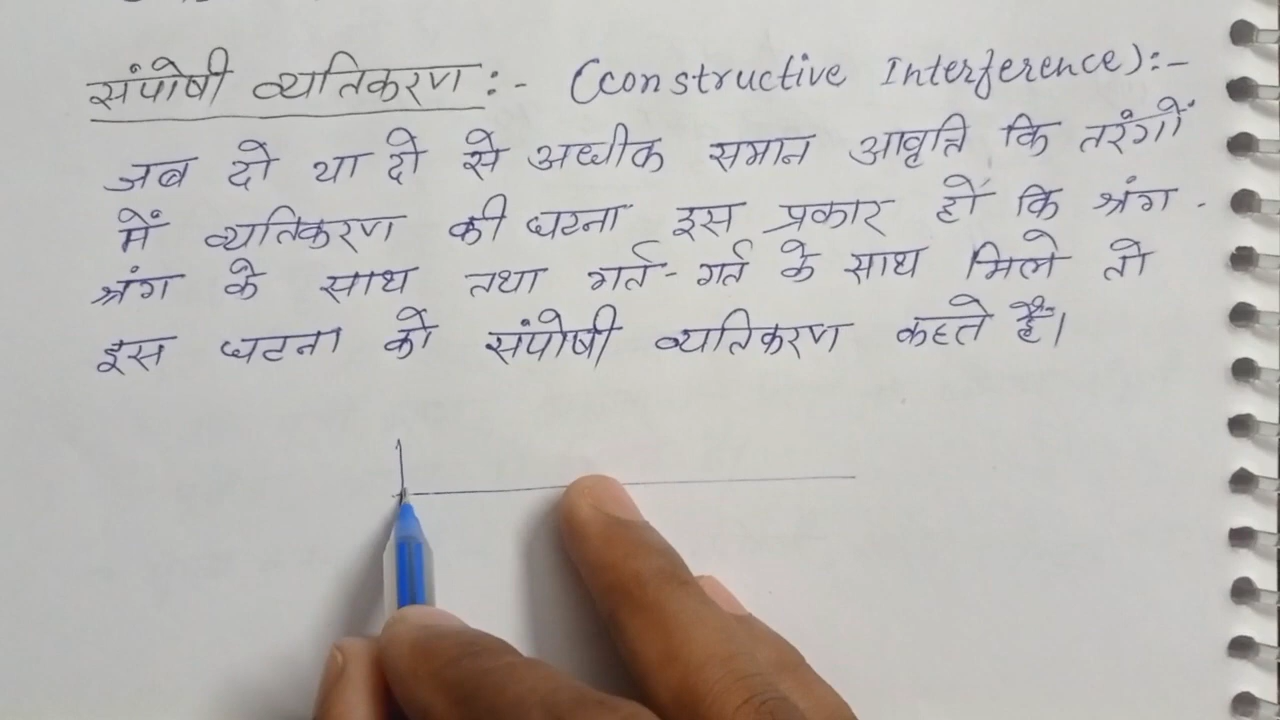 संपोषी व्यतिकरण :- (constructive Interference):-
जब दो या दो से अधीक समान आवृत्ति कि तरंगों
में व्यतिकरण की घटना इस प्रकार हों कि श्रंग -
श्रंग के साथ तथा गर्त-गर्त के साथ मिले तो
इस घटना को संपोषी व्यतिकरण कहते हैं।